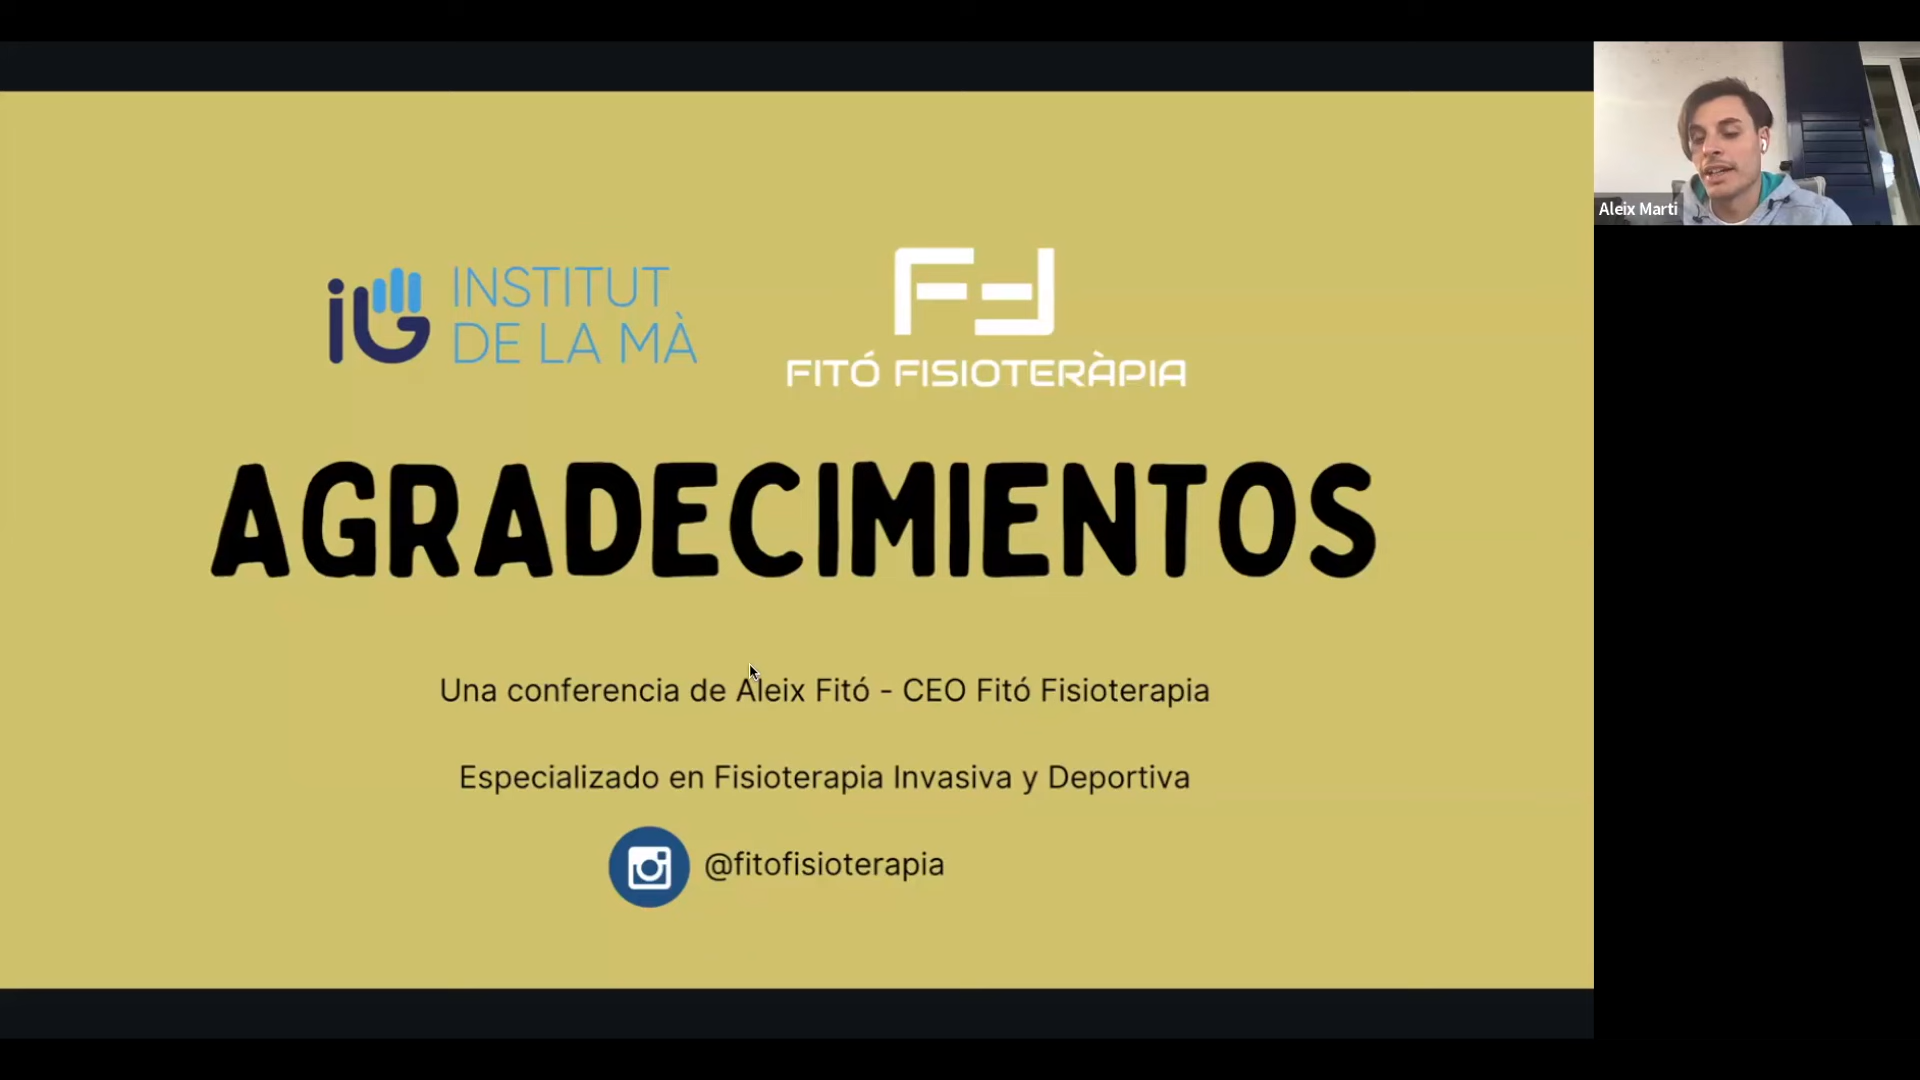 INSTITUT
DE LA MÀ
FITÓ FISIOTERÀPIA
AGRADECIMIENTOS
Una conferencia de Aleix Fitó - CEO Fitó Fisioterapia
Especializado en Fisioterapia Invasiva y Deportiva
@fitofisioterapia
Aleix Marti